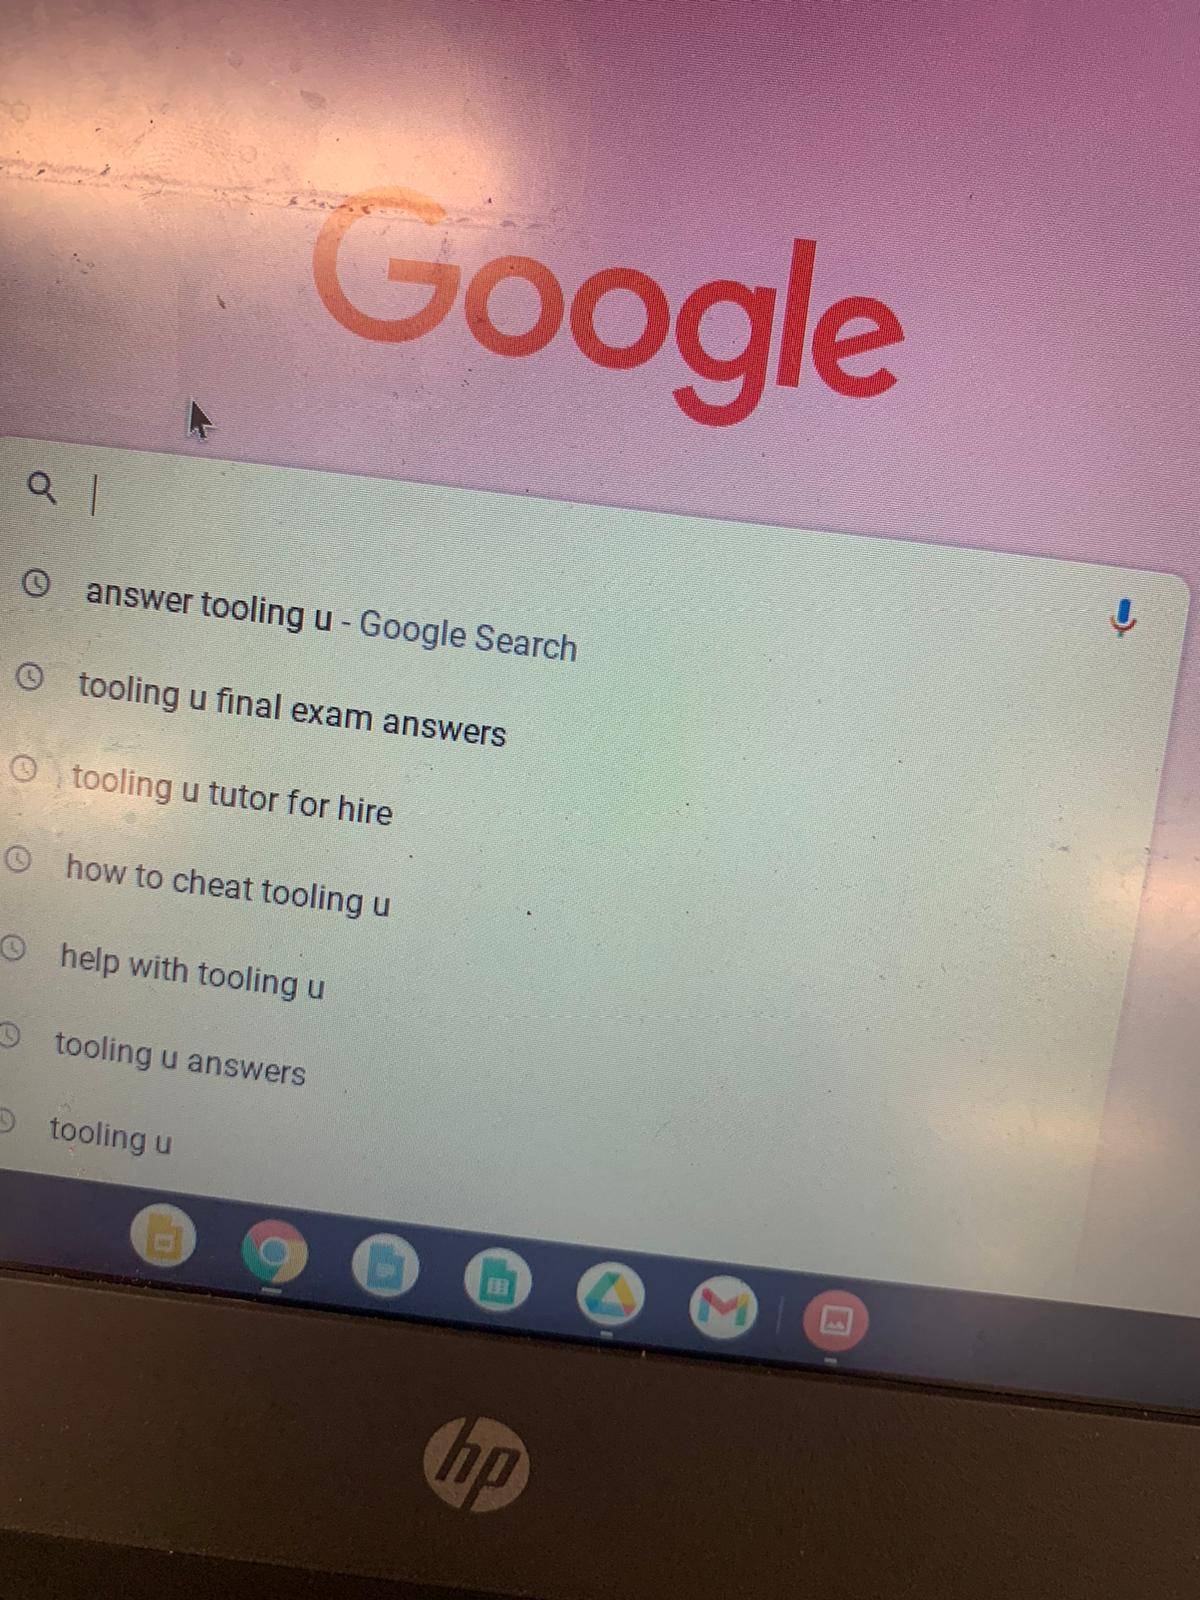 Google
answer tooling u - Google Search
tooling u final exam answers
tooling u tutor for hire
how to cheat tooling u
help with tooling u
tooling u answers
tooling u
hp